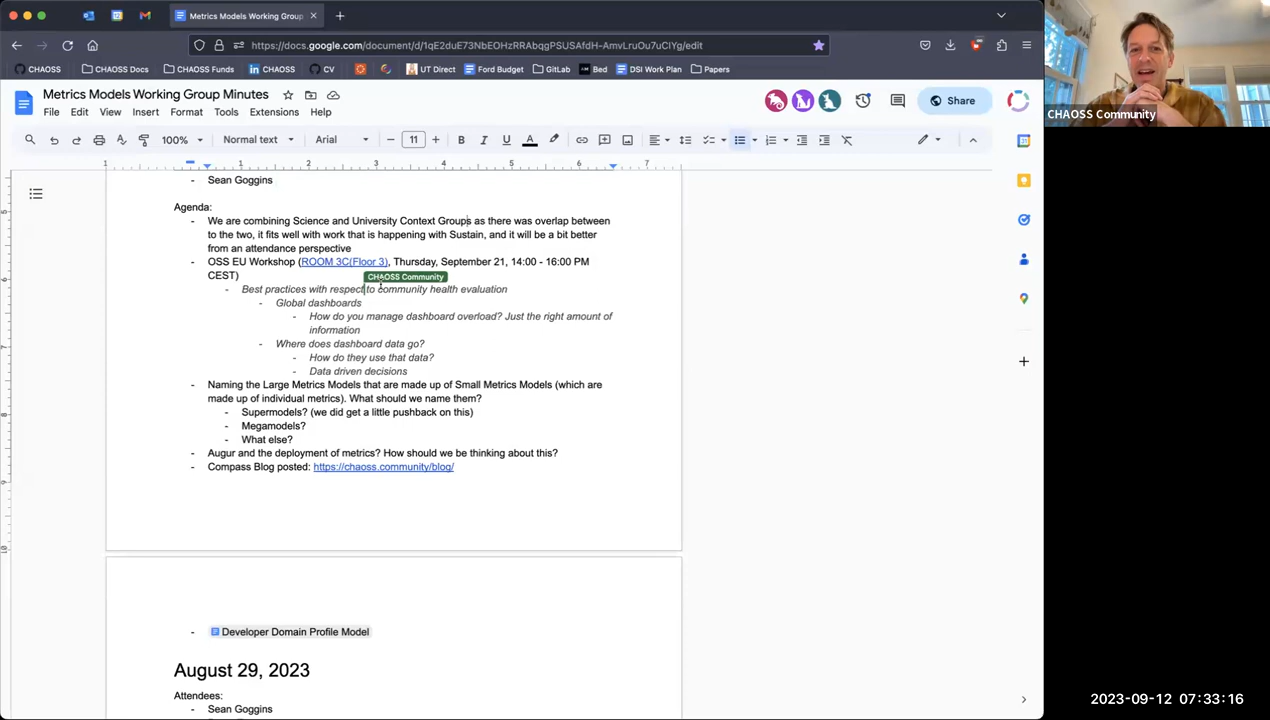 Metrics Models Working Group
https://docs.google.com/document/d/1qE2duE73NbEOHzRRAbqgPSUSAfdH-AmvLruOu7uClYg/edit
CHAOSS
CHAOSS Docs
CHAOSS Funds
CHAOSS
CV
UT Direct
Ford Budget
GitLab
Bed
DSI Work Plan
Papers
CHAOSS Community
Metrics Models Working Group Minutes
File Edit View Insert Format Tools Extensions Help
Share
100%
Normal text
Arial
11
1 1 2 3 4 5 6 7
- Sean Goggins
Agenda:
- We are combining Science and University Context Groups as there was overlap between
to the two, it fits well with work that is happening with Sustain, and it will be a bit better
from an attendance perspective
- OSS EU Workshop (ROOM 3C(Floor 3), Thursday, September 21, 14:00 - 16:00 PM
CEST)
CHAOSS Community
- Best practices with respect to community health evaluation
- Global dashboards
- How do you manage dashboard overload? Just the right amount of
information
- Where does dashboard data go?
- How do they use that data?
- Data driven decisions
- Naming the Large Metrics Models that are made up of Small Metrics Models (which are
made up of individual metrics). What should we name them?
- Supermodels? (we did get a little pushback on this)
- Megamodels?
- What else?
- Augur and the deployment of metrics? How should we be thinking about this?
- Compass Blog posted: https://chaoss.community/blog/
- Developer Domain Profile Model
August 29, 2023
Attendees:
- Sean Goggins
2023-09-12 07:33:16